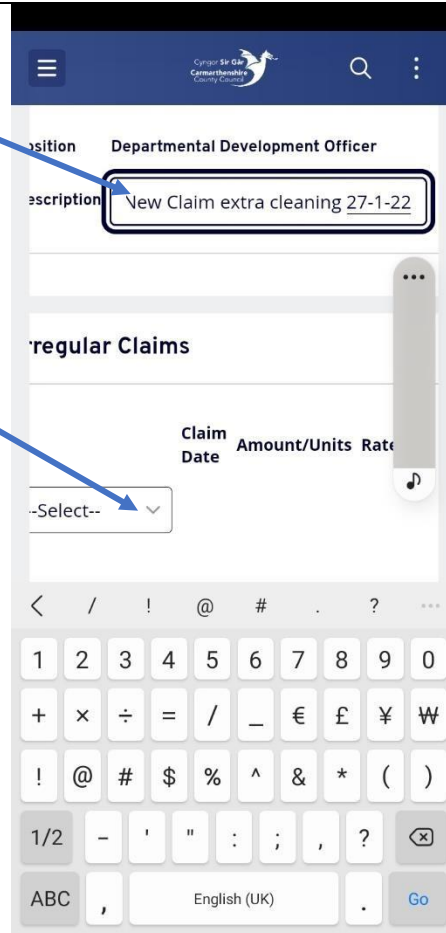 Cyngor Sir Gâr
Carmarthenshire
County Council
osition Departmental Development Officer
escription New Claim extra cleaning 27-1-22
rregular Claims
Claim Date Amount/Units Rate
--Select--
< / ! @ # . ? ...
1 2 3 4 5 6 7 8 9 0
+ × ÷ = / _ € £ ¥ ₩
! @ # $ % ^ & * ( )
1/2 - ' " : ; , ?
ABC , English (UK) . Go